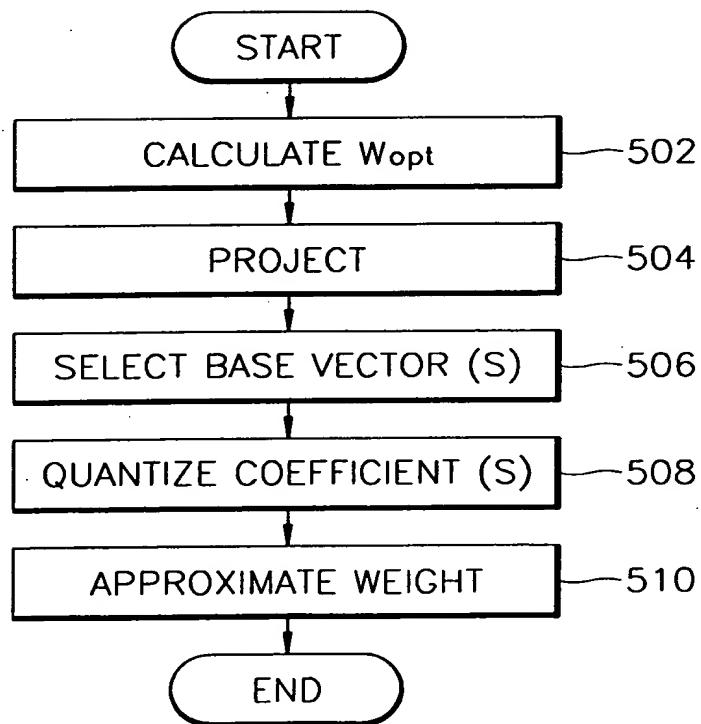 START
CALCULATE Wopt
502
PROJECT
504
SELECT BASE VECTOR (S)
506
QUANTIZE COEFFICIENT (S)
508
APPROXIMATE WEIGHT
510
END